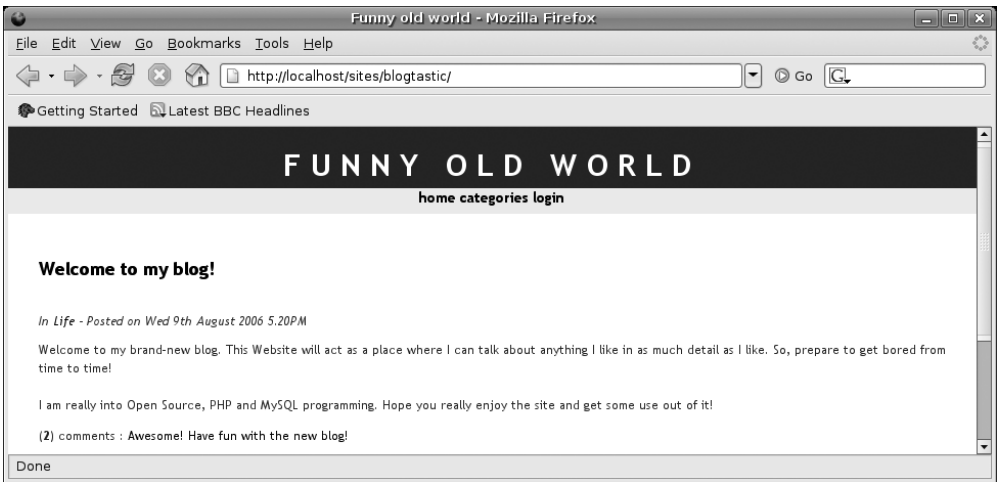 Funny old world - Mozilla Firefox
File Edit View Go Bookmarks Tools Help
http://localhost/sites/blogtastic/ Go G
Getting Started Latest BBC Headlines
FUNNY OLD WORLD
home categories login
Welcome to my blog!
In Life - Posted on Wed 9th August 2006 5.20PM
Welcome to my brand-new blog. This Website will act as a place where I can talk about anything I like in as much detail as I like. So, prepare to get bored from
time to time!
I am really into Open Source, PHP and MySQL programming. Hope you really enjoy the site and get some use out of it!
(2) comments : Awesome! Have fun with the new blog!
Done